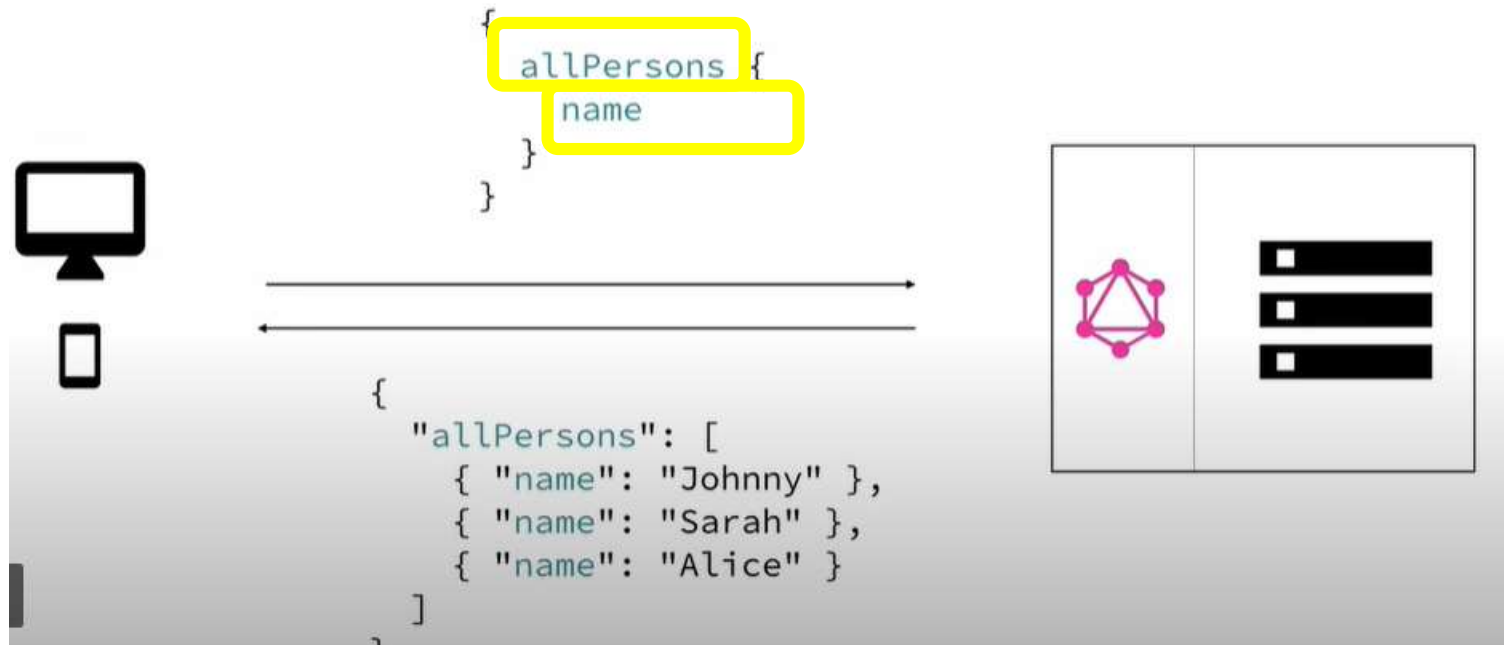 {
allPersons {
name
}
}
{
"allPersons": [
{ "name": "Johnny" },
{ "name": "Sarah" },
{ "name": "Alice" }
]
}